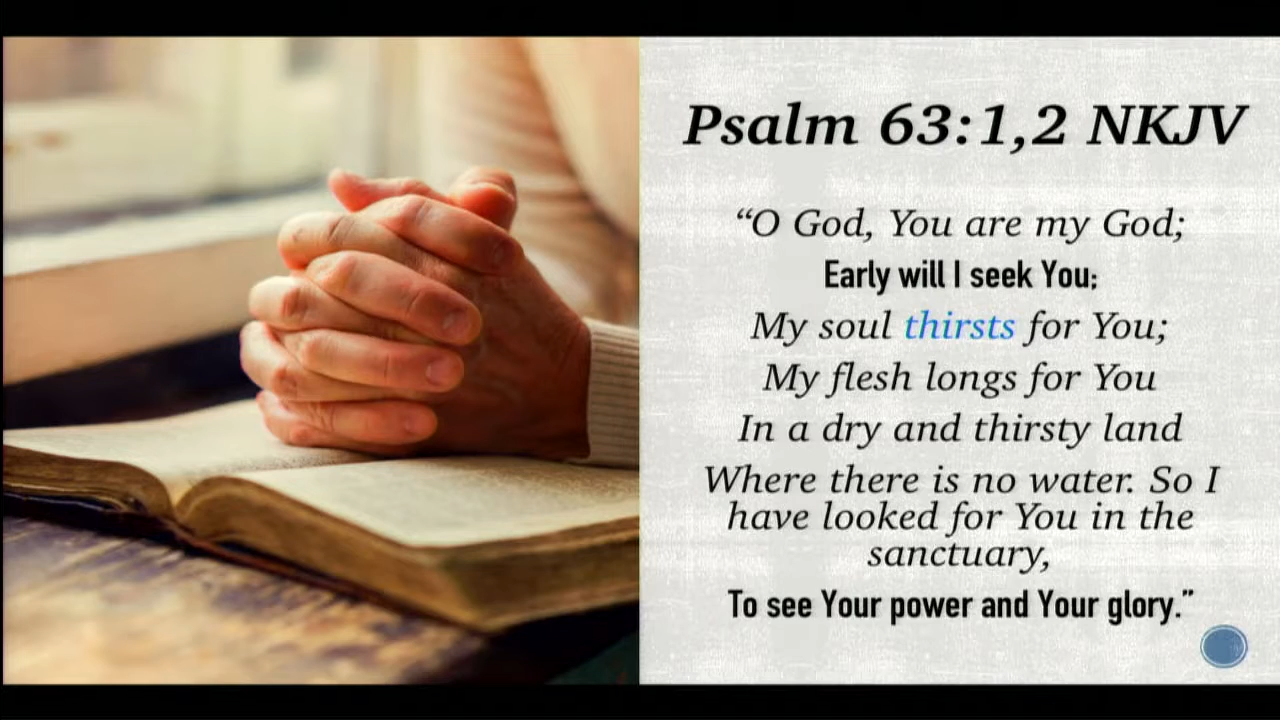 Psalm 63:1,2 NKJV
“O God, You are my God;
Early will I seek You;
My soul thirsts for You;
My flesh longs for You
In a dry and thirsty land
Where there is no water. So I
have looked for You in the
sanctuary,
To see Your power and Your glory.”